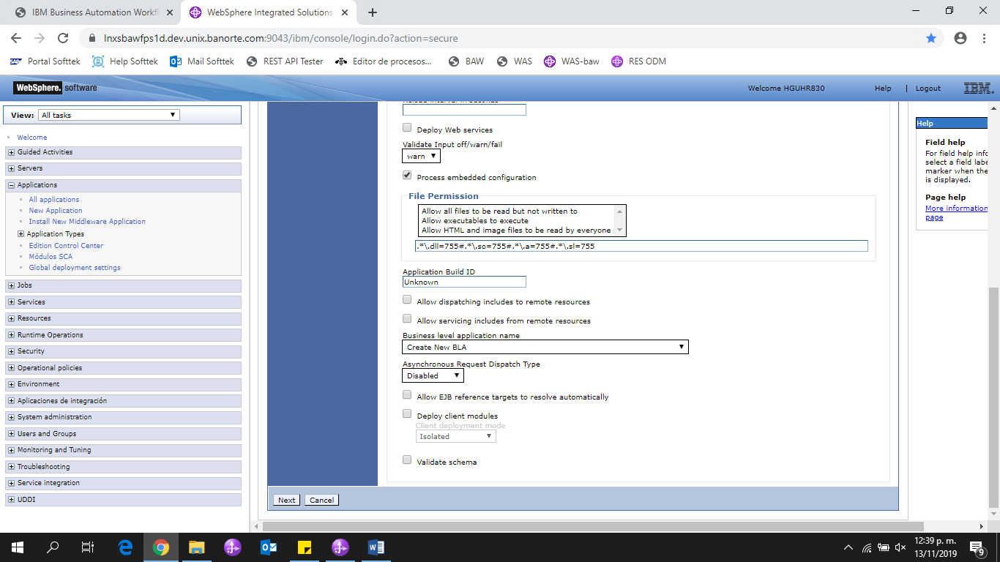 IBM Business Automation Workfl
WebSphere Integrated Solutions
lnxsbawfps1d.dev.unix.banorte.com:9043/ibm/console/login.do?action=secure
Portal Softtek
Help Softtek
Mail Softtek
REST API Tester
Editor de procesos...
BAW
WAS
WAS-baw
RES ODM
WebSphere. software
Welcome HGUHR830
Help | Logout
IBM.
View: All tasks
Welcome
Guided Activities
Servers
Applications
All applications
New Application
Install New Middleware Application
Application Types
Edition Control Center
Módulos SCA
Global deployment settings
Jobs
Services
Resources
Runtime Operations
Security
Operational policies
Environment
Aplicaciones de integración
System administration
Users and Groups
Monitoring and Tuning
Troubleshooting
Service integration
UDDI
Deploy Web services
Validate Input off/warn/fail
warn
Process embedded configuration
File Permission
Allow all files to be read but not written to
Allow executables to execute
Allow HTML and image files to be read by everyone
.*\.dll=755#.*\.so=755#.*\.a=755#.*\.sl=755
Application Build ID
Unknown
Allow dispatching includes to remote resources
Allow servicing includes from remote resources
Business level application name
Create New BLA
Asynchronous Request Dispatch Type
Disabled
Allow EJB reference targets to resolve automatically
Deploy client modules
Client deployment mode
Isolated
Validate schema
Next
Cancel
Help
Field help
For field help info
select a field labe
marker when the
is displayed.
Page help
More information
page
12:39 p. m.
13/11/2019
9